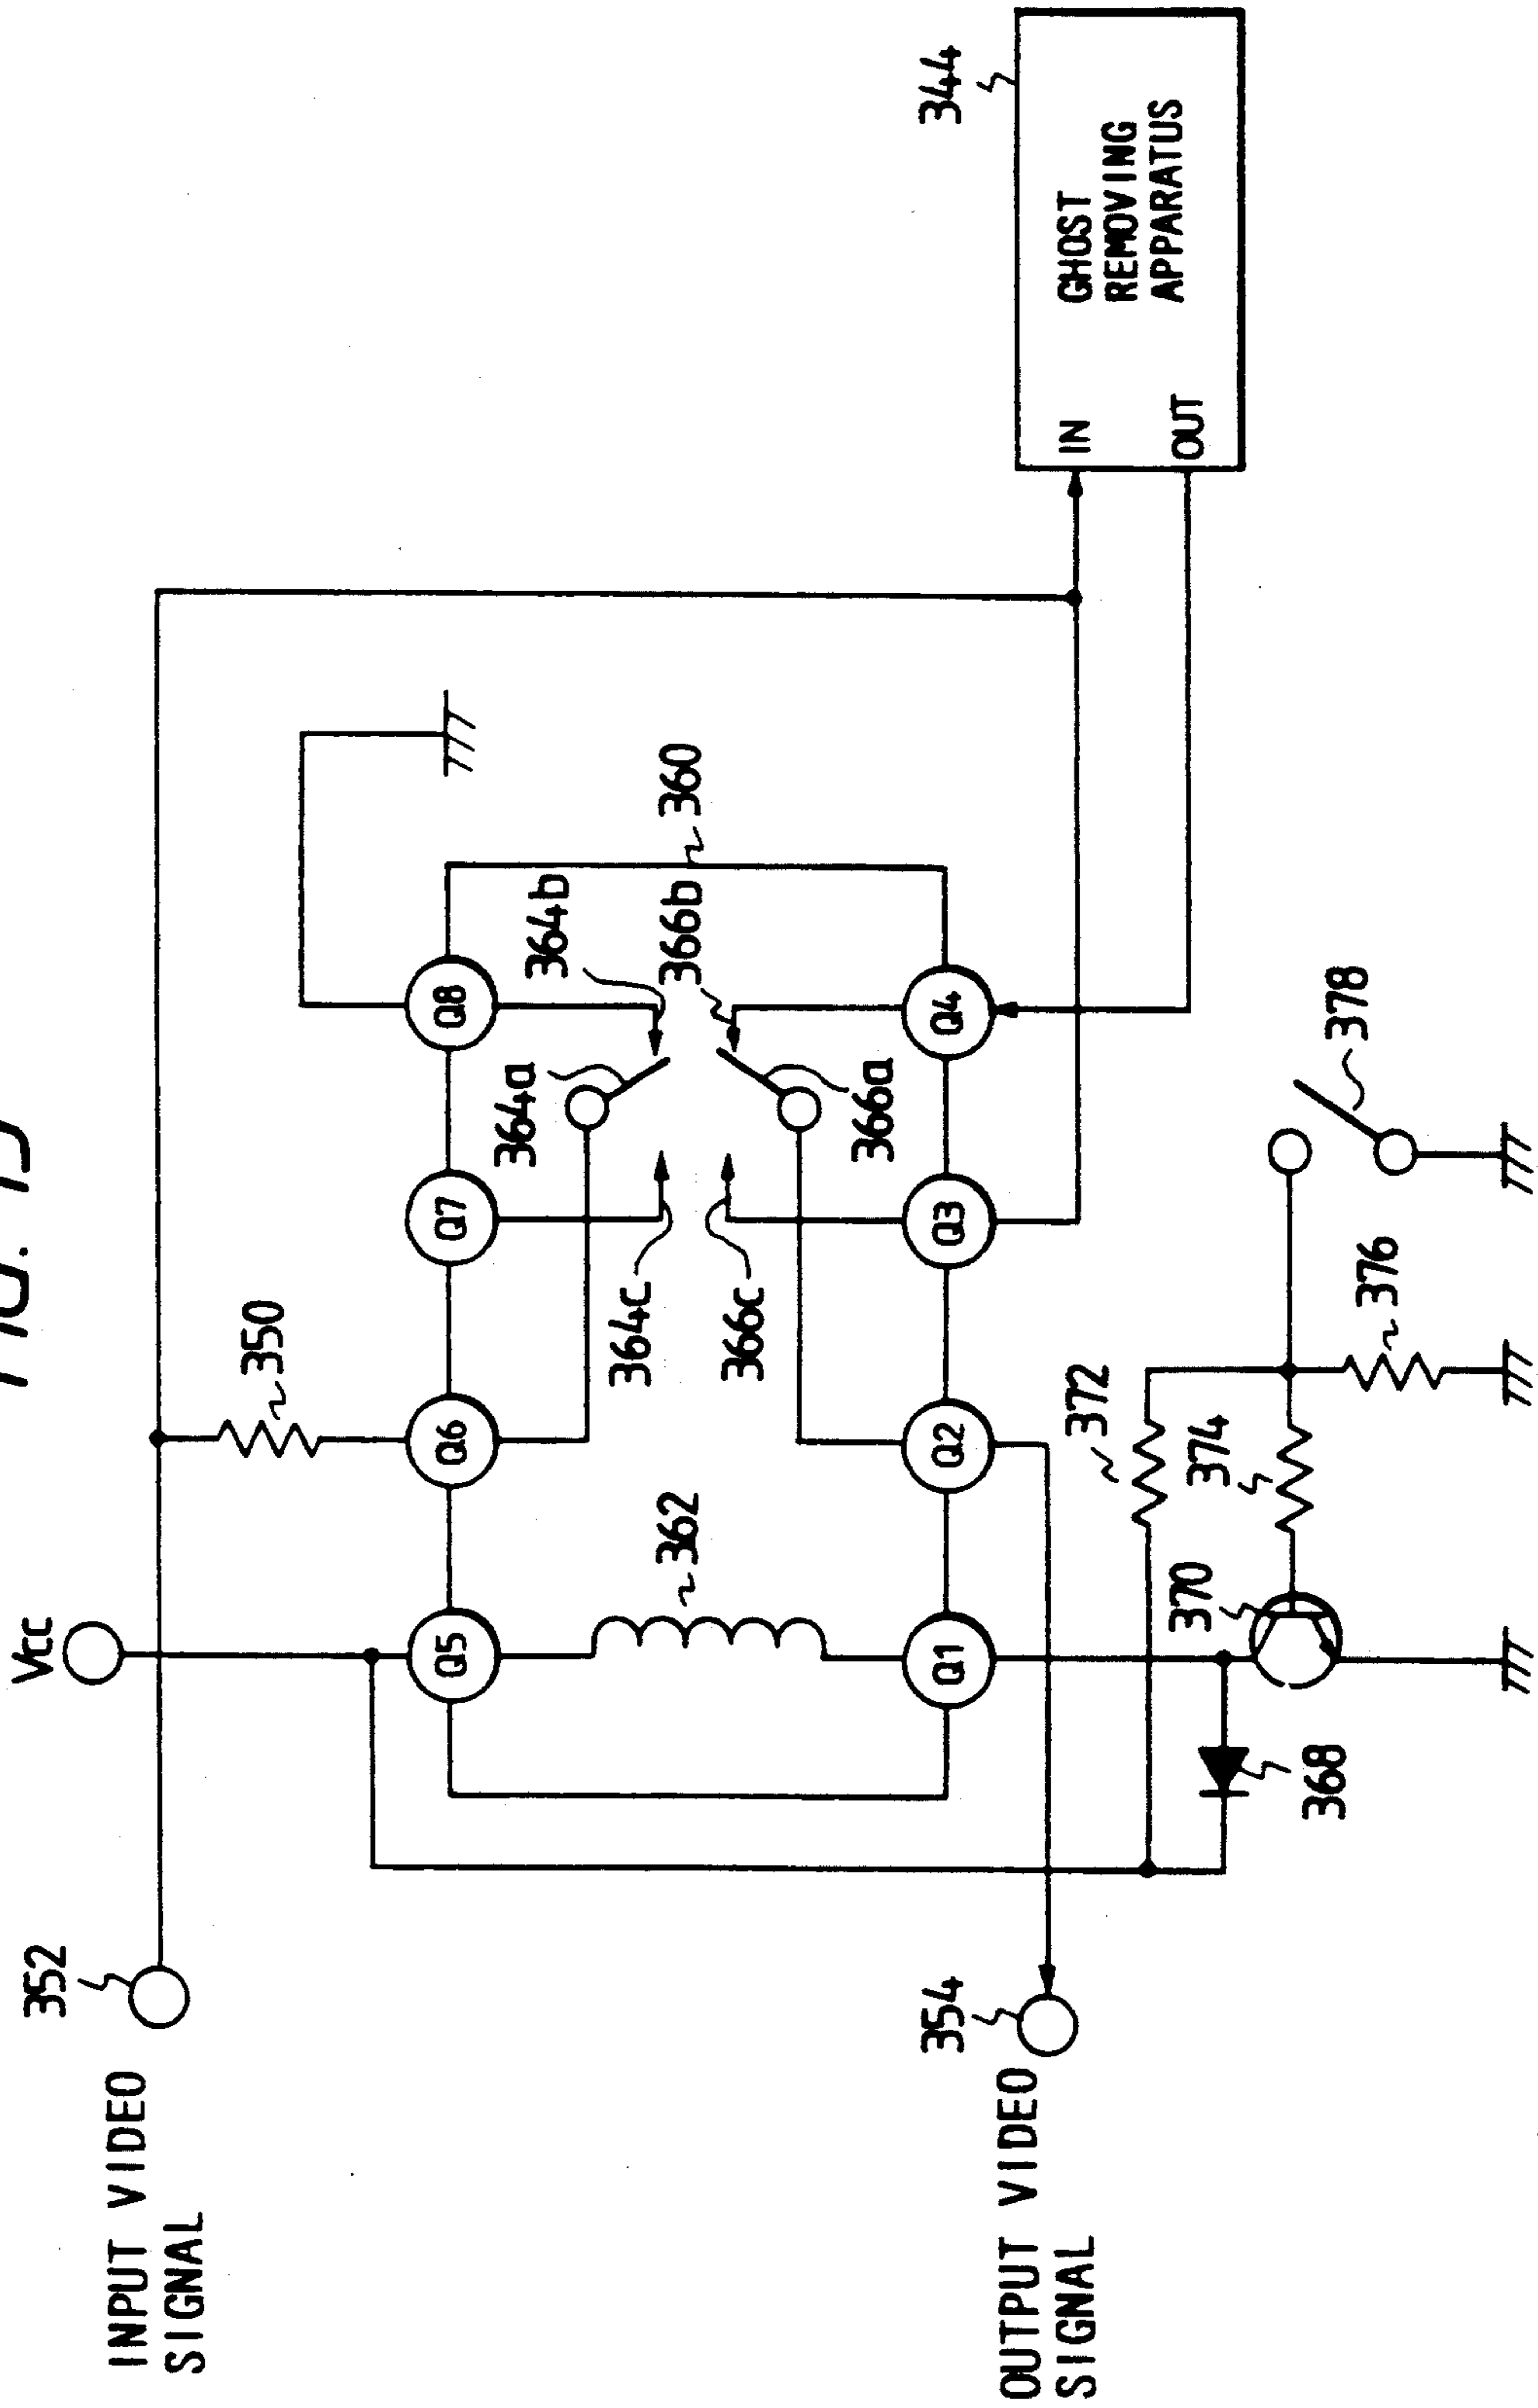 352
INPUT VIDEO
SIGNAL
Vcc
350
Q5
Q6
Q7
Q8
362
364a
364b
364c
366b
366c
366a
360
Q1
Q2
Q3
Q4
344
GHOST
REMOVING
APPARATUS
IN
OUT
354
OUTPUT VIDEO
SIGNAL
372
370
374
368
376
378